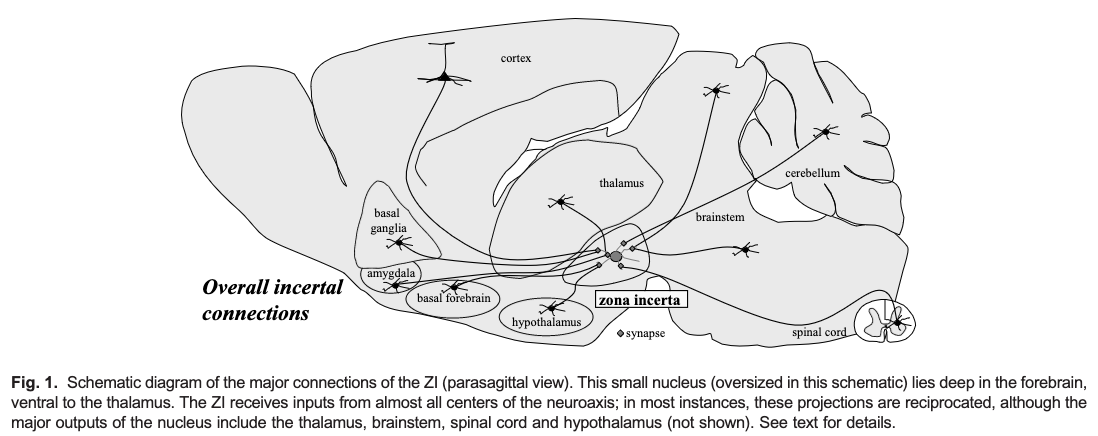 cortex
thalamus
cerebellum
basal
ganglia
brainstem
amygdala
Overall incertal
connections
basal forebrain
zona incerta
hypothalamus
synapse
spinal cord
Fig. 1. Schematic diagram of the major connections of the ZI (parasagittal view). This small nucleus (oversized in this schematic) lies deep in the forebrain,
ventral to the thalamus. The ZI receives inputs from almost all centers of the neuroaxis; in most instances, these projections are reciprocated, although the
major outputs of the nucleus include the thalamus, brainstem, spinal cord and hypothalamus (not shown). See text for details.